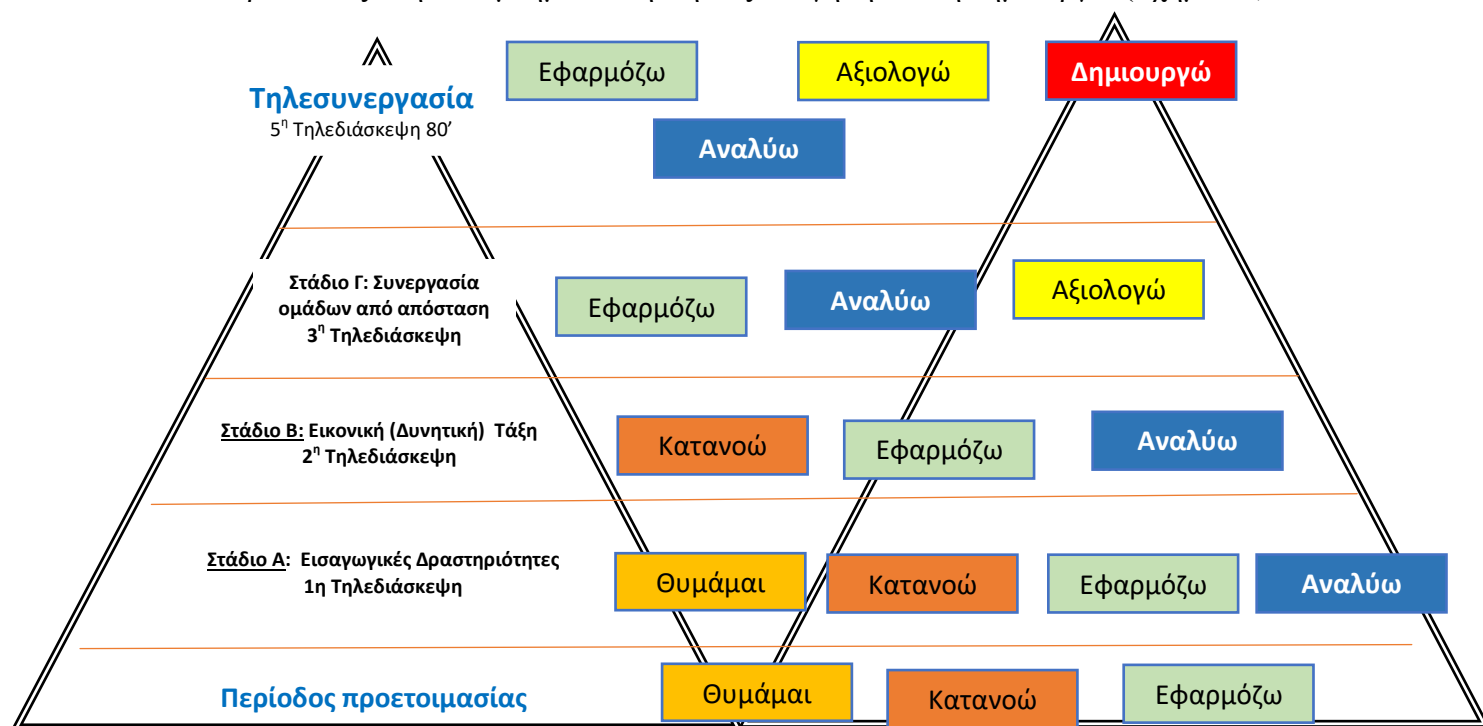 Εφαρμόζω
Αξιολογώ
Δημιουργώ
Τηλεσυνεργασία
5η Τηλεδιάσκεψη 80’
Αναλύω
Στάδιο Γ: Συνεργασία
ομάδων από απόσταση
3η Τηλεδιάσκεψη
Εφαρμόζω
Αναλύω
Αξιολογώ
Στάδιο Β: Εικονική (Δυνητική) Τάξη
2η Τηλεδιάσκεψη
Κατανοώ
Εφαρμόζω
Αναλύω
Στάδιο Α: Εισαγωγικές Δραστηριότητες
1η Τηλεδιάσκεψη
Θυμάμαι
Κατανοώ
Εφαρμόζω
Αναλύω
Περίοδος προετοιμασίας
Θυμάμαι
Κατανοώ
Εφαρμόζω